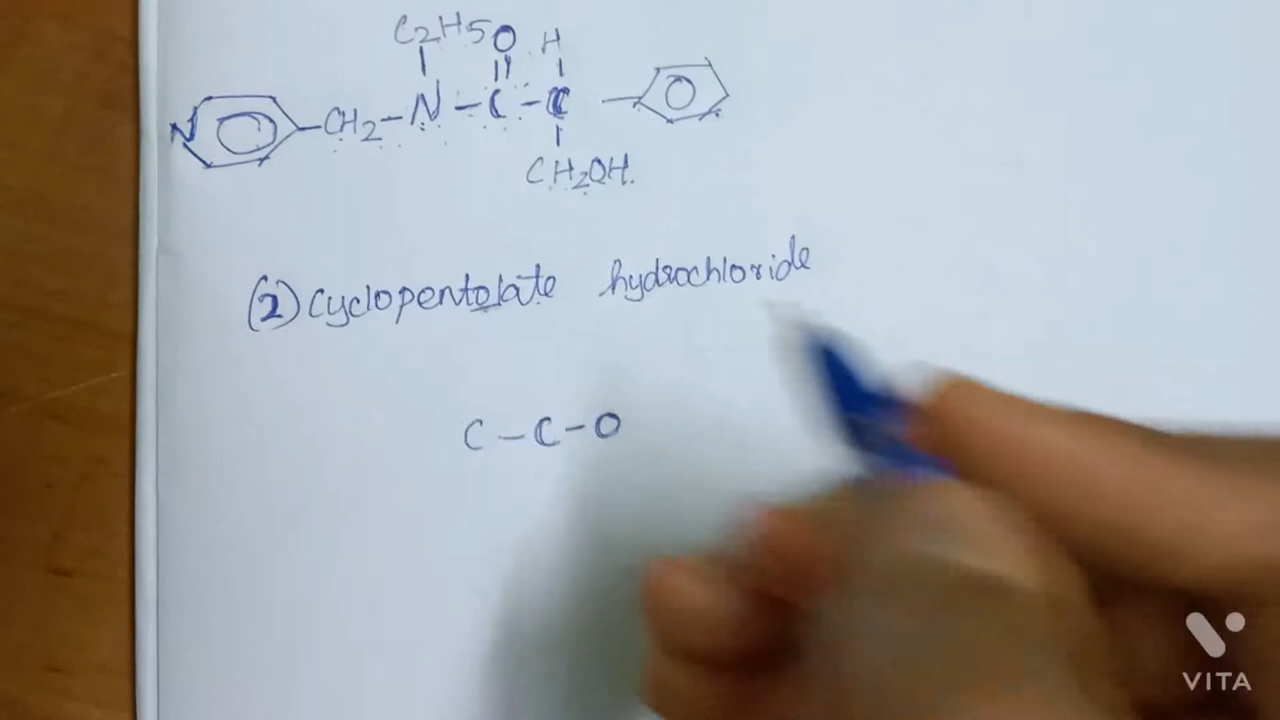 C2H5 O H
N -CH2-N-C-C-
CH2OH.
(2) Cyclopentolate hydrochloride
C-C-O
VITA